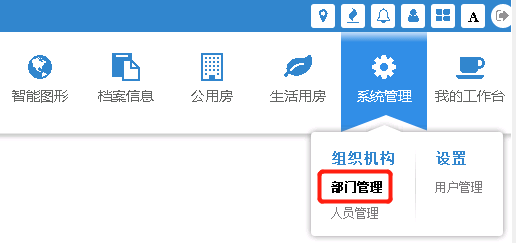 A
智能图形 档案信息 公用房 生活用房 系统管理 我的工作台
组织机构 设置
部门管理 用户管理
人员管理